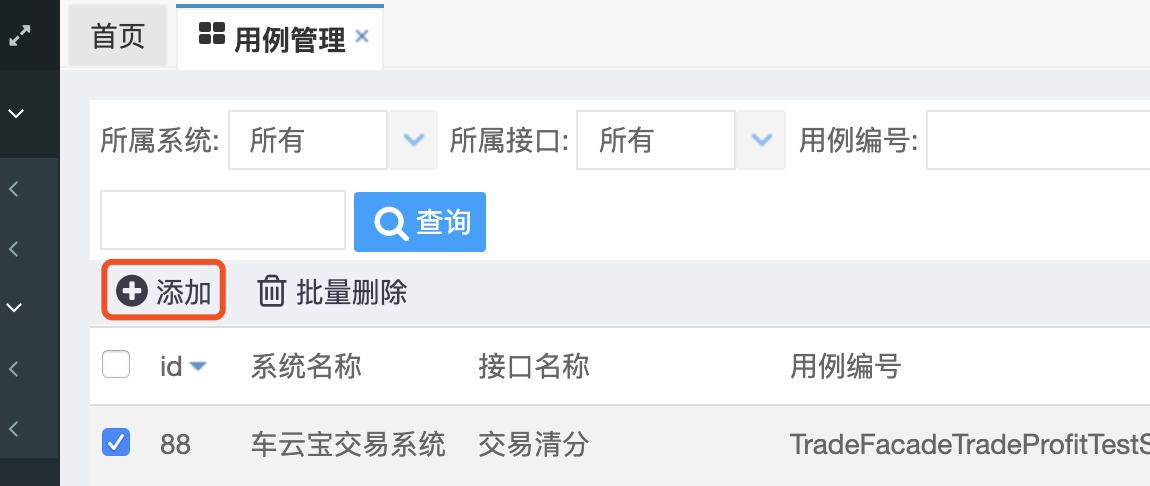 首页 用例管理
所属系统: 所有 所属接口: 所有 用例编号:
查询
添加 批量删除
id 系统名称 接口名称 用例编号
88 车云宝交易系统 交易清分 TradeFacadeTradeProfitTestS